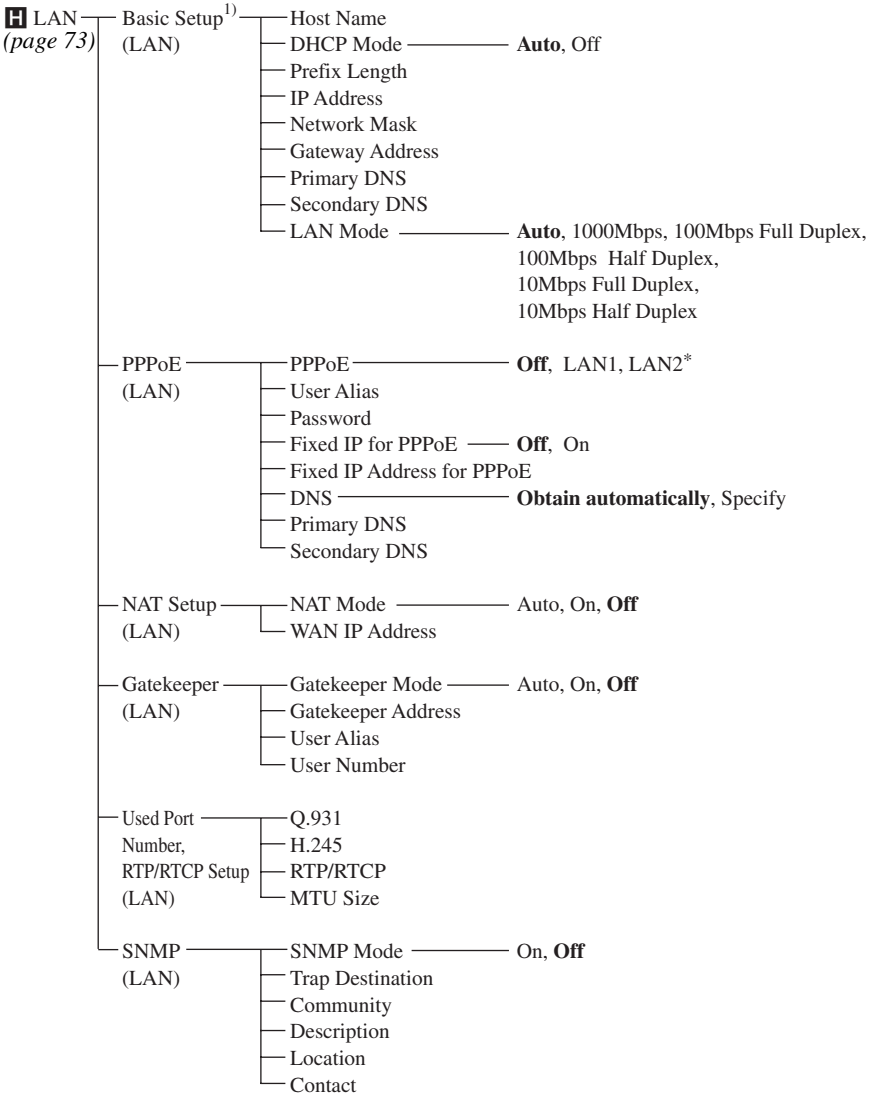 H LAN Basic Setup1) Host Name
(page 73) (LAN) DHCP Mode Auto, Off
Prefix Length
IP Address
Network Mask
Gateway Address
Primary DNS
Secondary DNS
LAN Mode Auto, 1000Mbps, 100Mbps Full Duplex,
100Mbps Half Duplex,
10Mbps Full Duplex,
10Mbps Half Duplex
PPPoE PPPoE Off, LAN1, LAN2*
(LAN) User Alias
Password
Fixed IP for PPPoE Off, On
Fixed IP Address for PPPoE
DNS Obtain automatically, Specify
Primary DNS
Secondary DNS
NAT Setup NAT Mode Auto, On, Off
(LAN) WAN IP Address
Gatekeeper Gatekeeper Mode Auto, On, Off
(LAN) Gatekeeper Address
User Alias
User Number
Used Port Q.931
Number, H.245
RTP/RTCP Setup RTP/RTCP
(LAN) MTU Size
SNMP SNMP Mode On, Off
(LAN) Trap Destination
Community
Description
Location
Contact